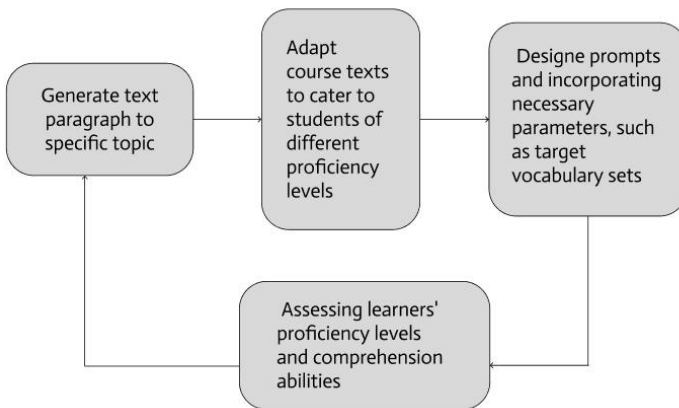 Generate text
paragraph to
specific topic
Adapt
course texts
to cater to
students of
different
proficiency
levels
Designe prompts
and incorporating
necessary
parameters, such
as target
vocabulary sets
Assessing learners'
proficiency levels
and comprehension
abilities